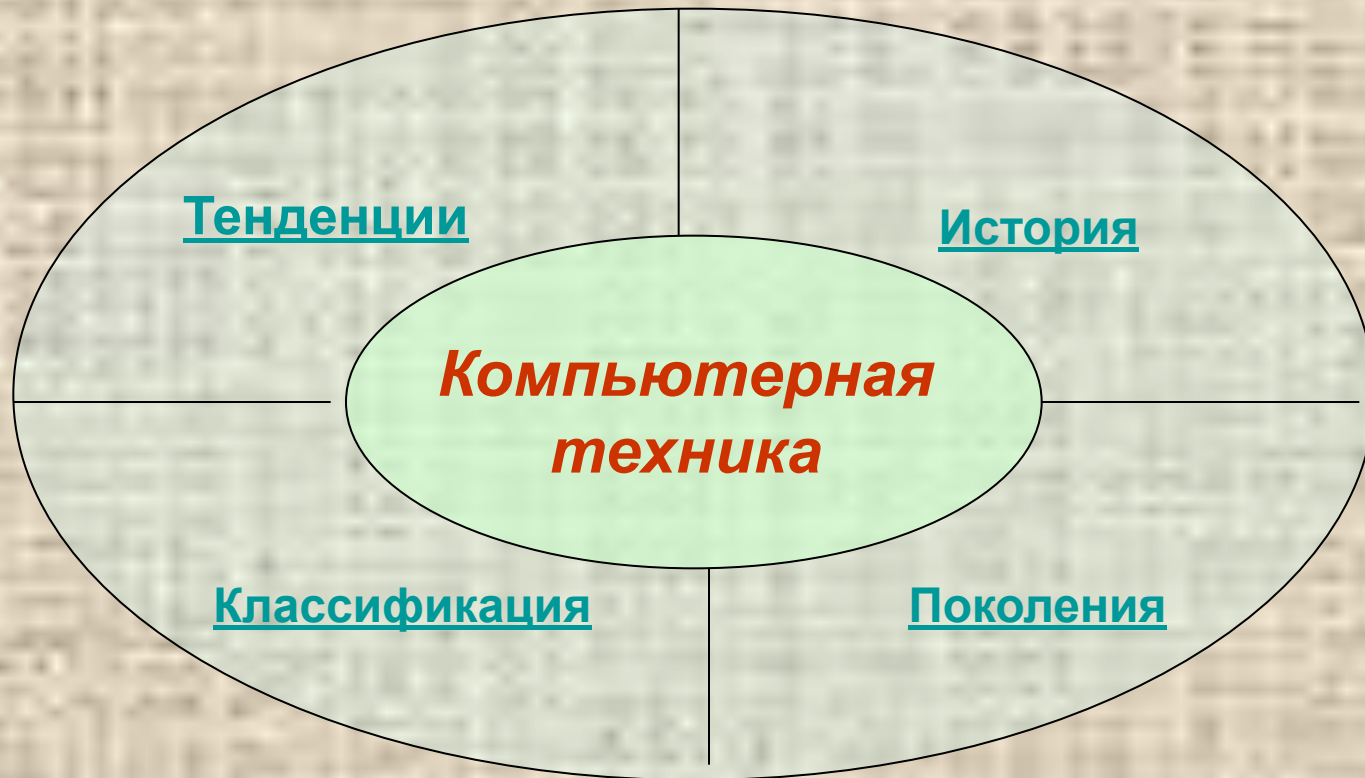 Тенденции
История
Компьютерная
техника
Классификация
Поколения